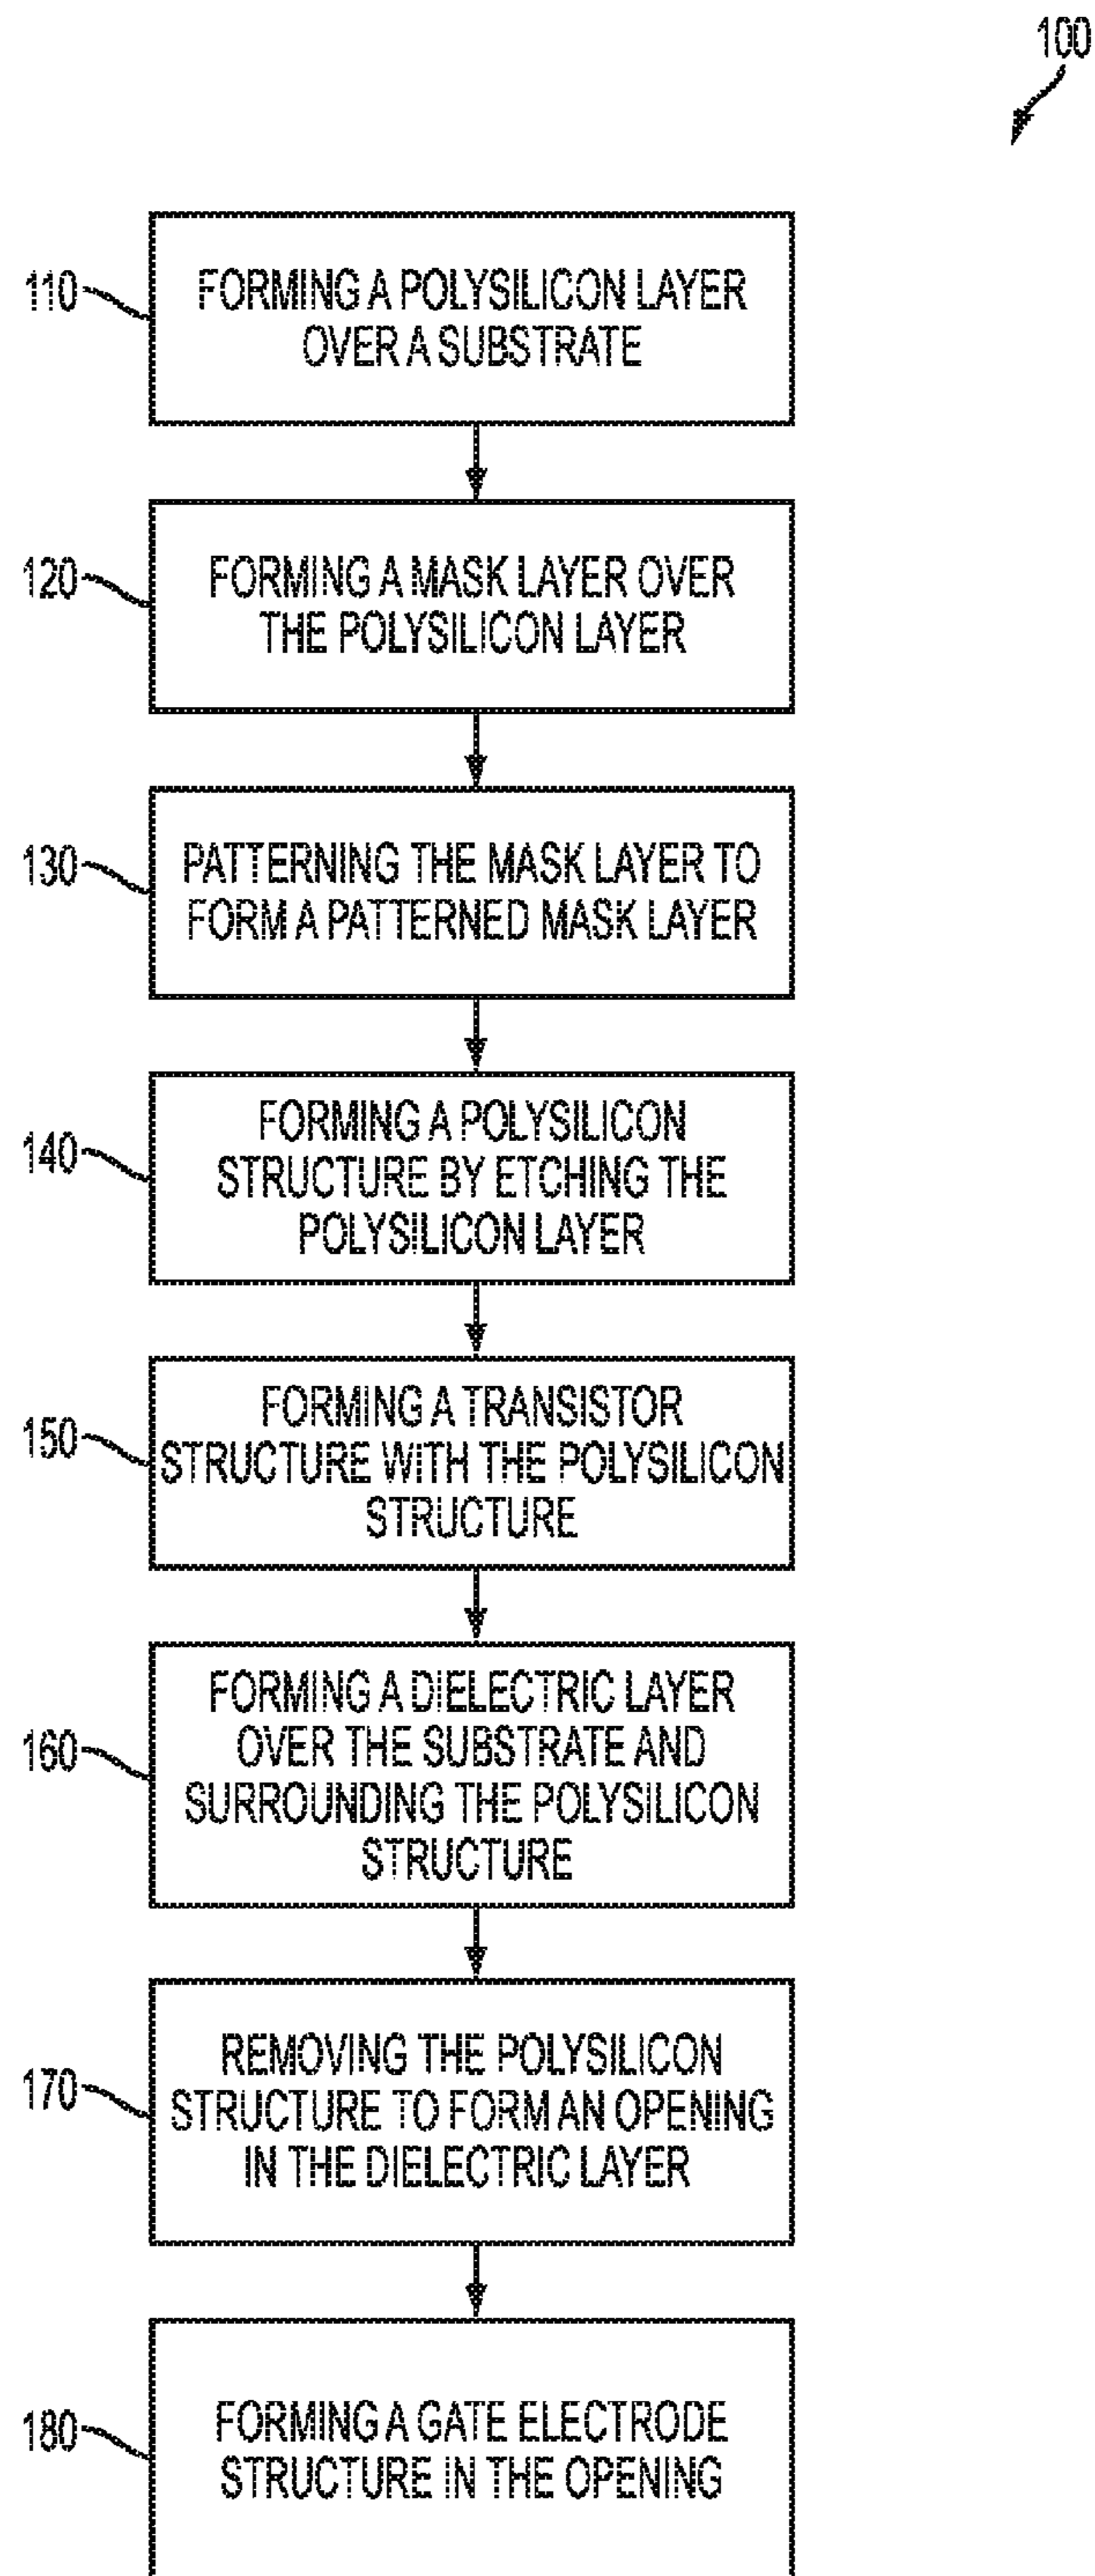 100
110
FORMING A POLYSILICON LAYER
OVER A SUBSTRATE
120
FORMING A MASK LAYER OVER
THE POLYSILICON LAYER
130
PATTERNING THE MASK LAYER TO
FORM A PATTERNED MASK LAYER
140
FORMING A POLYSILICON
STRUCTURE BY ETCHING THE
POLYSILICON LAYER
150
FORMING A TRANSISTOR
STRUCTURE WITH THE POLYSILICON
STRUCTURE
160
FORMING A DIELECTRIC LAYER
OVER THE SUBSTRATE AND
SURROUNDING THE POLYSILICON
STRUCTURE
170
REMOVING THE POLYSILICON
STRUCTURE TO FORM AN OPENING
IN THE DIELECTRIC LAYER
180
FORMING A GATE ELECTRODE
STRUCTURE IN THE OPENING